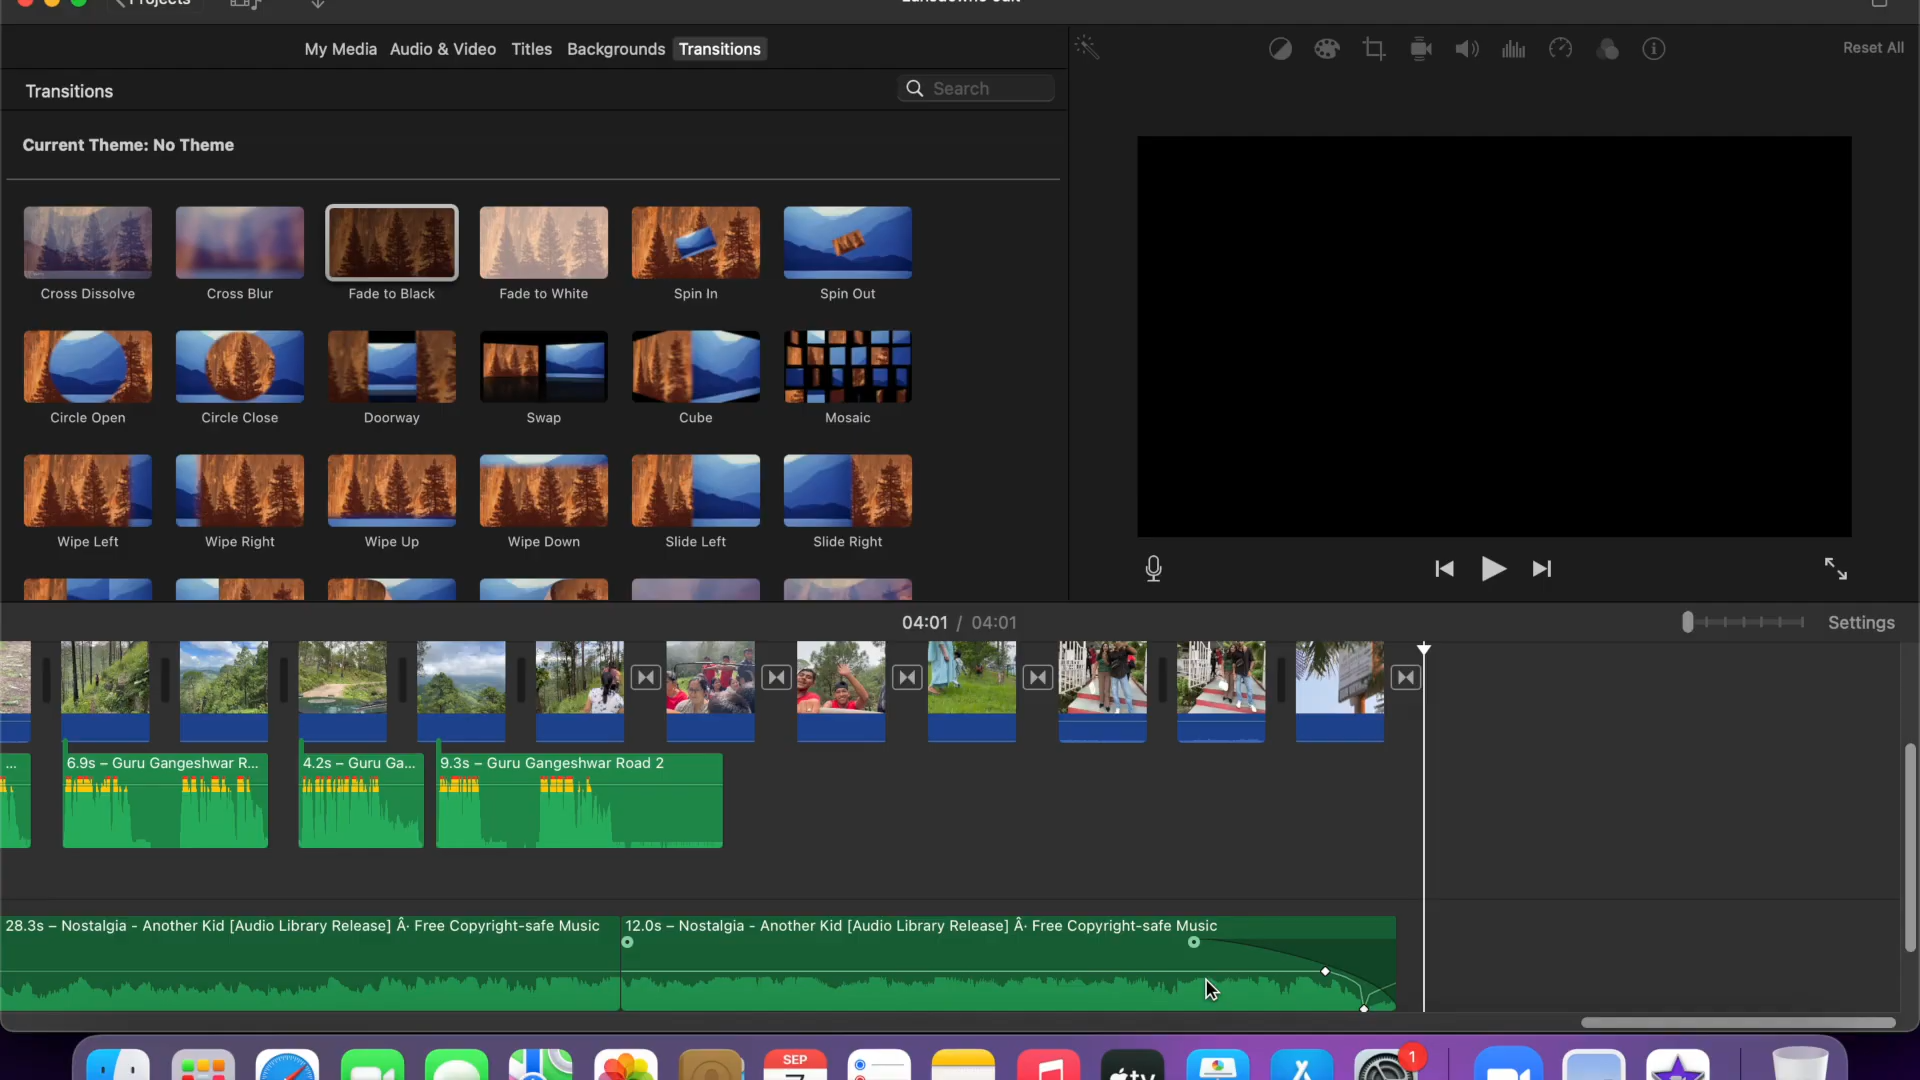 Projects
My Media Audio & Video Titles Backgrounds Transitions
Reset All
Transitions
Search
Current Theme: No Theme
Cross Dissolve Cross Blur Fade to Black Fade to White Spin In Spin Out
Circle Open Circle Close Doorway Swap Cube Mosaic
Wipe Left Wipe Right Wipe Up Wipe Down Slide Left Slide Right
04:01 / 04:01
Settings
... 6.9s – Guru Gangeshwar R... 4.2s – Guru Ga... 9.3s – Guru Gangeshwar Road 2
28.3s – Nostalgia - Another Kid [Audio Library Release] Â· Free Copyright-safe Music 12.0s – Nostalgia - Another Kid [Audio Library Release] Â· Free Copyright-safe Music
SEP
1